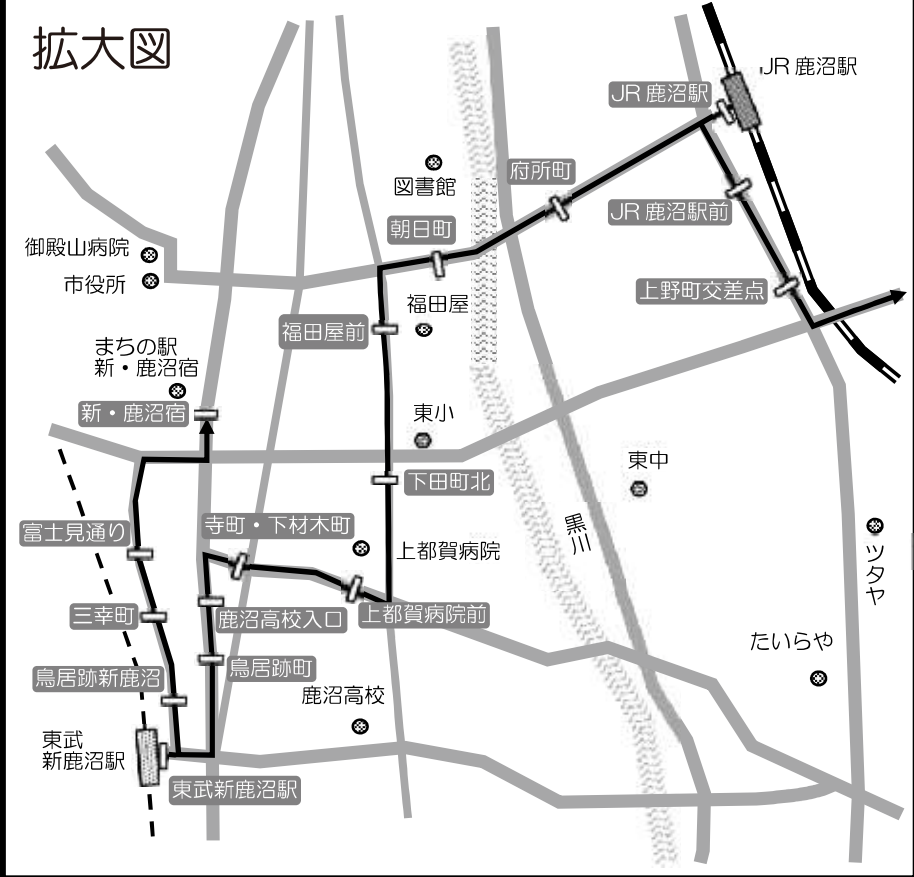 拡大図
JR 鹿沼駅
JR 鹿沼駅
図書館
府所町
JR 鹿沼駅前
朝日町
御殿山病院
市役所
上野町交差点
福田屋
福田屋前
まちの駅
新・鹿沼宿
新・鹿沼宿
東小
東中
下田町北
富士見通り
寺町・下材木町
黒川
上都賀病院
ツタヤ
三幸町
鹿沼高校入口
上都賀病院前
たいらや
鳥居跡新鹿沼
鳥居跡町
鹿沼高校
東武
新鹿沼駅
東武新鹿沼駅